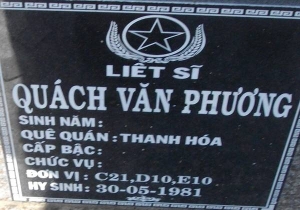 LIỆT SĨ
QUÁCH VĂN PHƯƠNG
SINH NĂM :
QUÊ QUÁN : THANH HÓA
CẤP BẬC :
CHỨC VỤ :
ĐƠN VỊ : C21,D10,E10
HY SINH : 30-05-1981